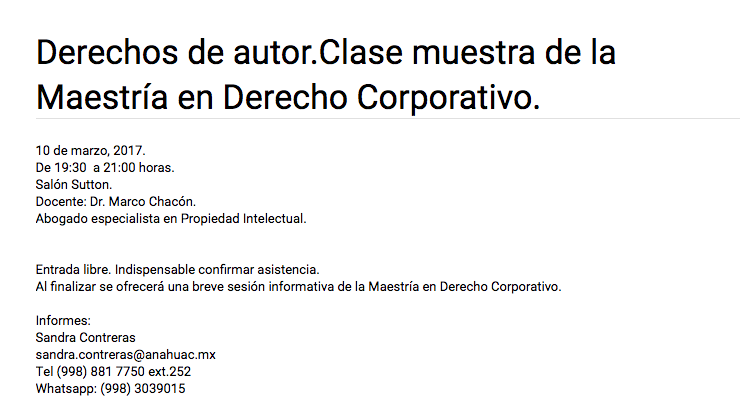 Derechos de autor.Clase muestra de la
Maestría en Derecho Corporativo.
10 de marzo, 2017.
De 19:30  a 21:00 horas.
Salón Sutton.
Docente: Dr. Marco Chacón.
Abogado especialista en Propiedad Intelectual.
Entrada libre. Indispensable confirmar asistencia.
Al finalizar se ofrecerá una breve sesión informativa de la Maestría en Derecho Corporativo.
Informes:
Sandra Contreras
sandra.contreras@anahuac.mx
Tel (998) 881 7750 ext.252
Whatsapp: (998) 3039015